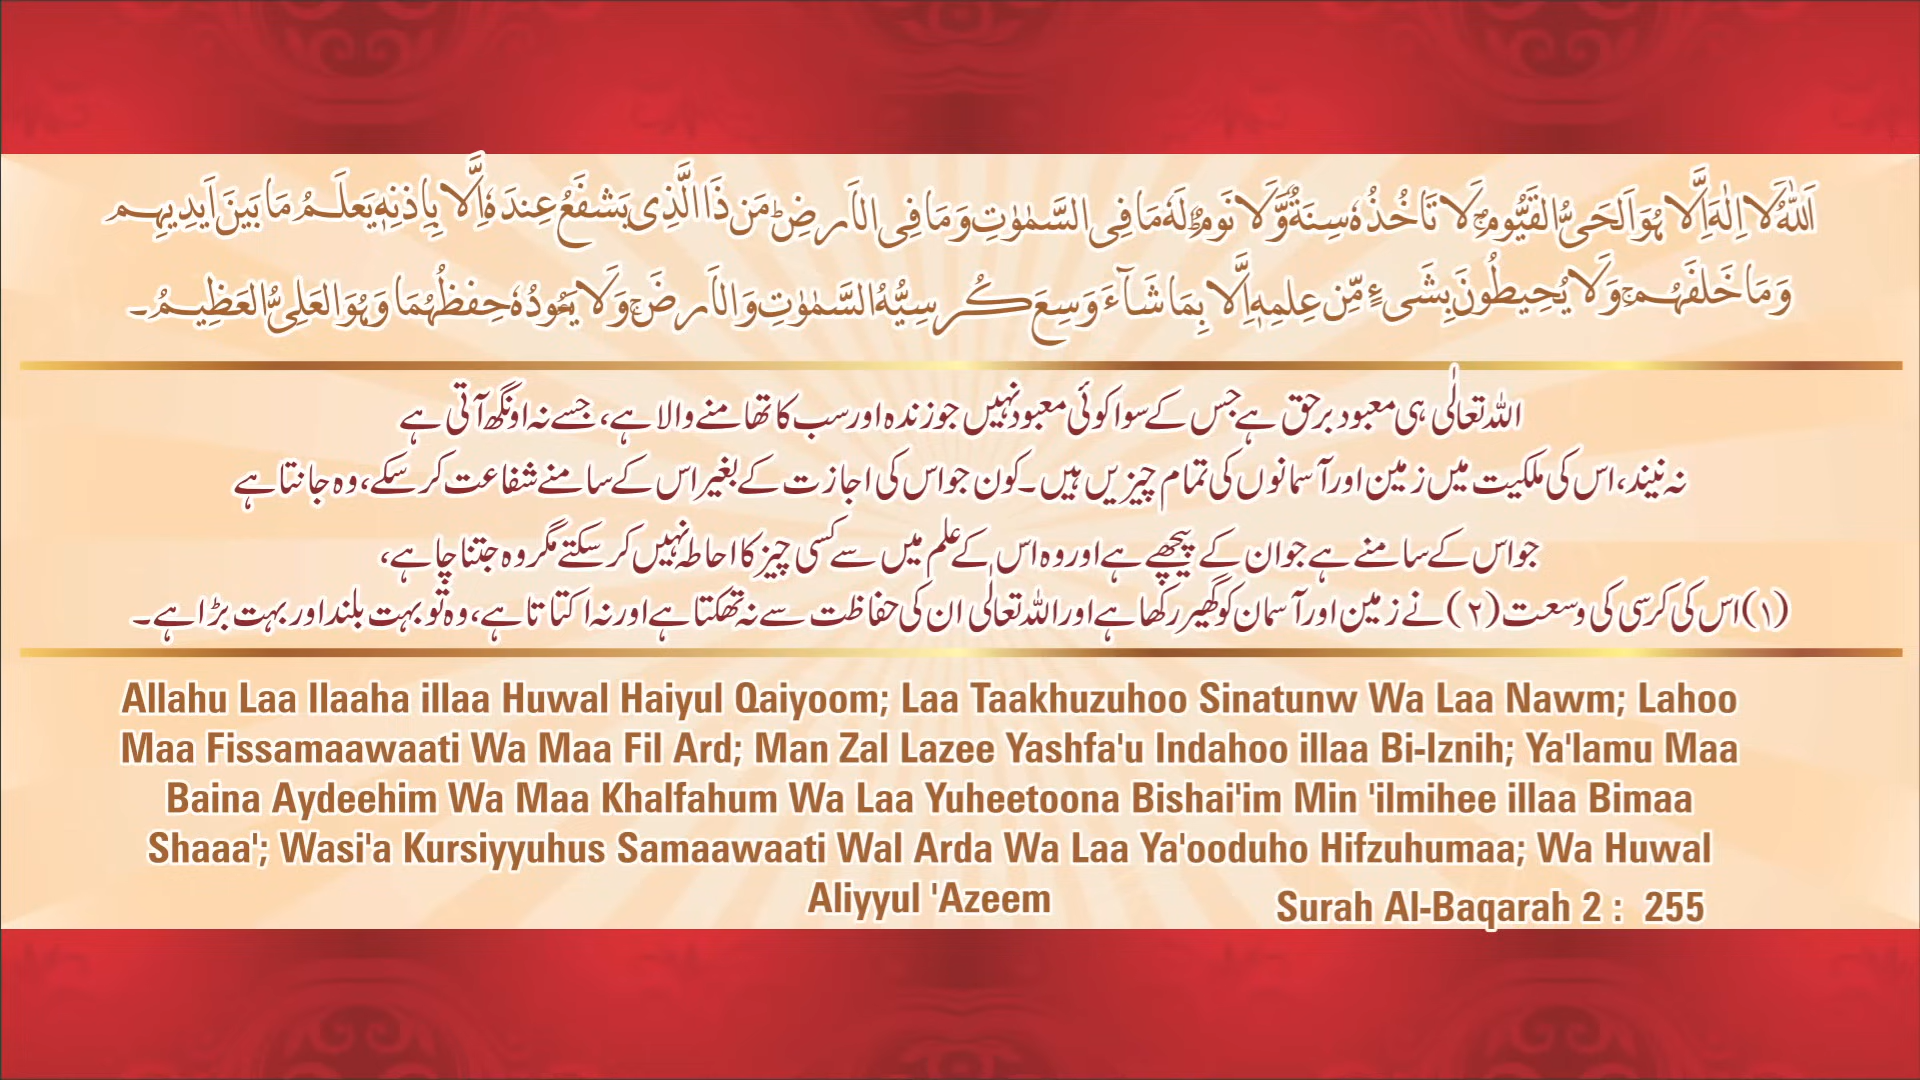 اَللّٰهُ لَآ اِلٰهَ اِلَّا هُوَ اَلْحَیُّ الْقَیُّوْمُ ۚ لَا تَاْخُذُهٗ سِنَةٌ وَّلَا نَوْمٌ ؕ لَهٗ مَا فِی السَّمٰوٰتِ وَمَا فِی الْاَرْضِ ؕ مَنْ ذَا الَّذِیْ یَشْفَعُ عِنْدَهٗ اِلَّا بِاِذْنِهٖ یَعْلَمُ مَا بَیْنَ اَیْدِیْهِمْ
وَمَا خَلْفَهُمْ ۚ وَلَا یُحِیْطُوْنَ بِشَیْءٍ مِّنْ عِلْمِهٖ اِلَّا بِمَا شَآءَ وَسِعَ كُرْسِیُّهُ السَّمٰوٰتِ وَالْاَرْضَ ۚ وَلَا یَـُٔوْدُهٗ حِفْظُهُمَا وَهُوَ الْعَلِیُّ الْعَظِیْمُ۔
اللہ تعالٰی ہی معبود برحق ہے جس کے سوا کوئی معبود نہیں جو زندہ اور سب کا تھامنے والا ہے، جسے نہ اونگھ آتی ہے
نہ نیند، اس کی ملکیت میں زمین اور آسمانوں کی تمام چیزیں ہیں۔ کون جو اس کی اجازت کے بغیر اس کے سامنے شفاعت کر سکے، وہ جانتا ہے
جو اس کے سامنے ہے جو ان کے پیچھے ہے اور وہ اس کے علم میں سے کسی چیز کا احاطہ نہیں کر سکتے مگر وہ جتنا چاہے،
(۱) اس کی کرسی کی وسعت (۲) نے زمین اور آسمان کو گھیر رکھا ہے اور اللہ تعالٰی ان کی حفاظت سے نہ تھکتا ہے اور نہ اکتاتا ہے، وہ تو بہت بلند اور بہت بڑا ہے۔
Allahu Laa Ilaaha illaa Huwal Haiyul Qaiyoom; Laa Taakhuzuhoo Sinatunw Wa Laa Nawm; Lahoo
Maa Fissamaawaati Wa Maa Fil Ard; Man Zal Lazee Yashfa'u Indahoo illaa Bi-Iznih; Ya'lamu Maa
Baina Aydeehim Wa Maa Khalfahum Wa Laa Yuheetoona Bishai'im Min 'ilmihee illaa Bimaa
Shaaa'; Wasi'a Kursiyyuhus Samaawaati Wal Arda Wa Laa Ya'ooduho Hifzuhumaa; Wa Huwal
Aliyyul 'Azeem
Surah Al-Baqarah 2 : 255